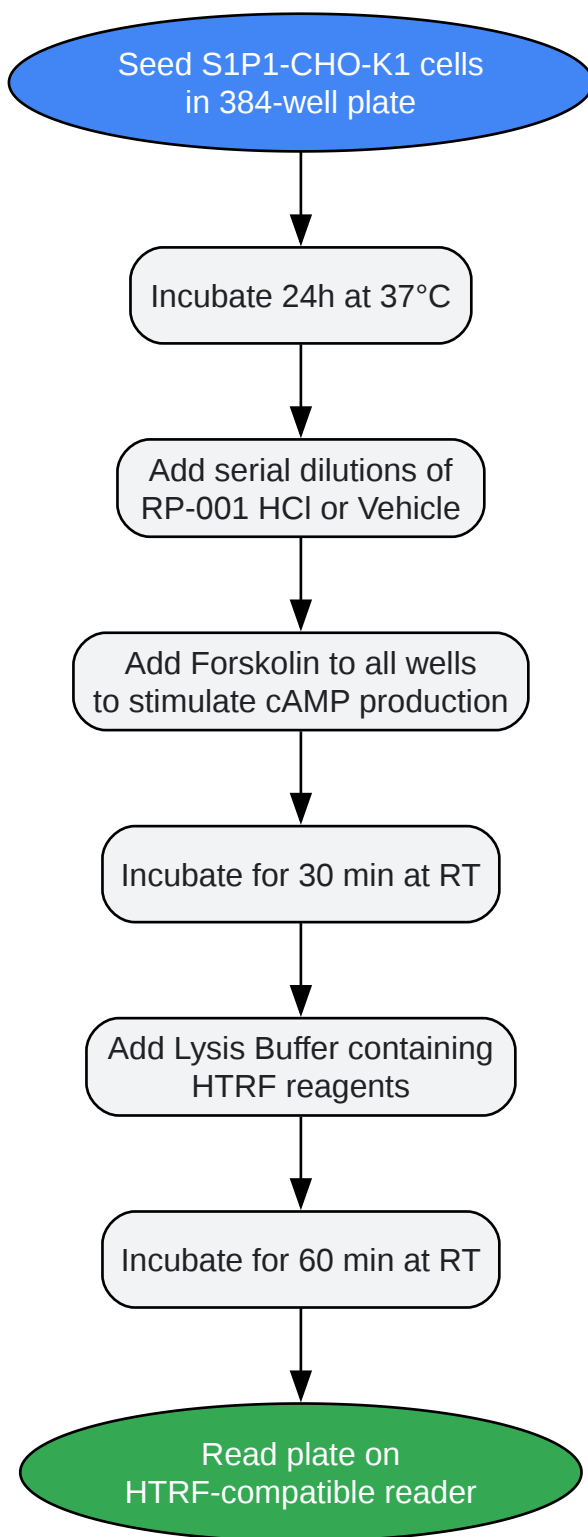 Seed S1P1-CHO-K1 cells
in 384-well plate
Incubate 24h at 37°C
Add serial dilutions of
RP-001 HCl or Vehicle
Add Forskolin to all wells
to stimulate cAMP production
Incubate for 30 min at RT
Add Lysis Buffer containing
HTRF reagents
Incubate for 60 min at RT
Read plate on
HTRF-compatible reader